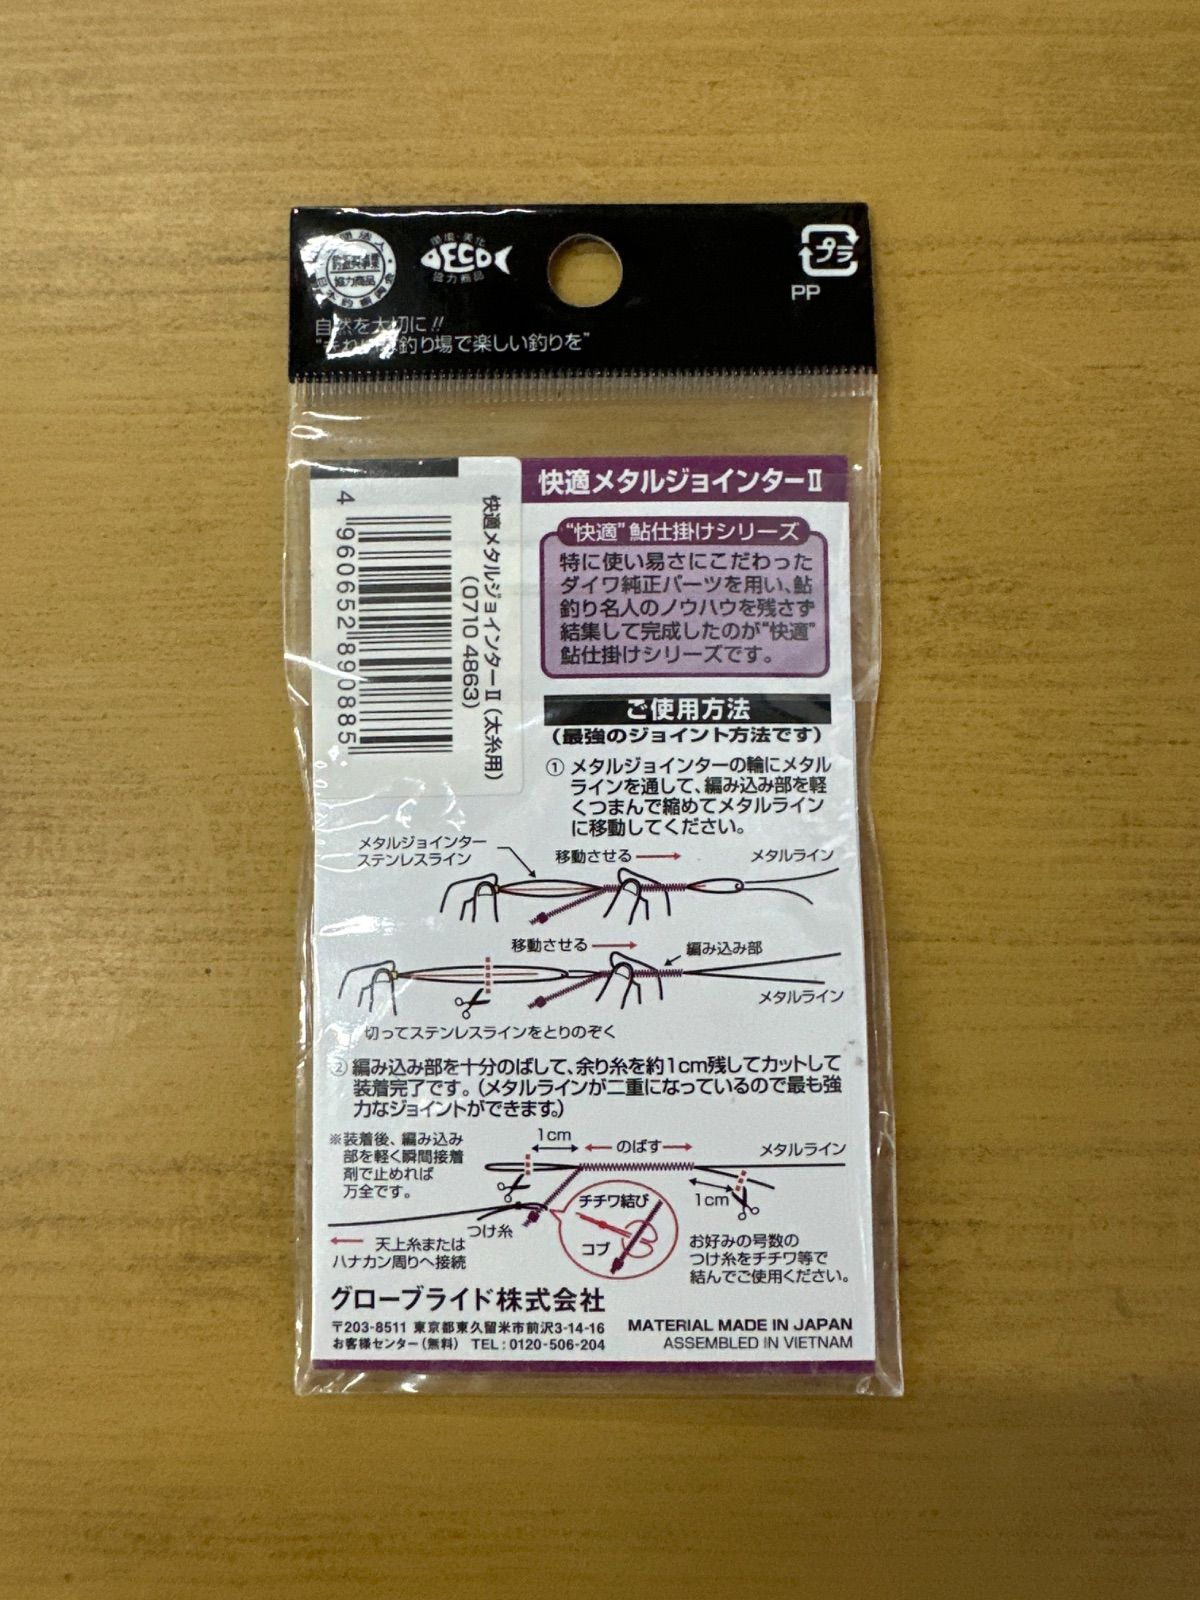 協力商品
環境・美化
ECO
協力商品
プラ
PP
自然を大切に!!
釣り場で楽しい釣りを"
快適メタルジョインターⅡ
快適メタルジョインターⅡ(太糸用)
(0710 4863)
4 960652 890885
"快適"鮎仕掛けシリーズ
特に使い易さにこだわった
ダイワ純正パーツを用い、鮎
釣り名人のノウハウを残さず
結集して完成したのが"快適"
鮎仕掛けシリーズです。
ご使用方法
(最強のジョイント方法です)
① メタルジョインターの輪にメタル
ラインを通して、編み込み部を軽
くつまんで縮めてメタルライン
に移動してください。
メタルジョインター
ステンレスライン
移動させる
メタルライン
移動させる
編み込み部
メタルライン
切ってステンレスラインをとりのぞく
② 編み込み部を十分のばして、余り糸を約1cm残してカットして
装着完了です。(メタルラインが二重になっているので最も強
力なジョイントができます。)
※装着後、編み込み
部を軽く瞬間接着
剤で止めれば
万全です。
1cm
のばす
メタルライン
1cm
つけ糸
チチワ結び
コブ
天上糸または
ハナカン周りへ接続
お好みの号数の
つけ糸をチチワ等で
結んでご使用ください。
グローブライド株式会社
〒203-8511 東京都東久留米市前沢3-14-16
お客様センター(無料) TEL:0120-506-204
MATERIAL MADE IN JAPAN
ASSEMBLED IN VIETNAM